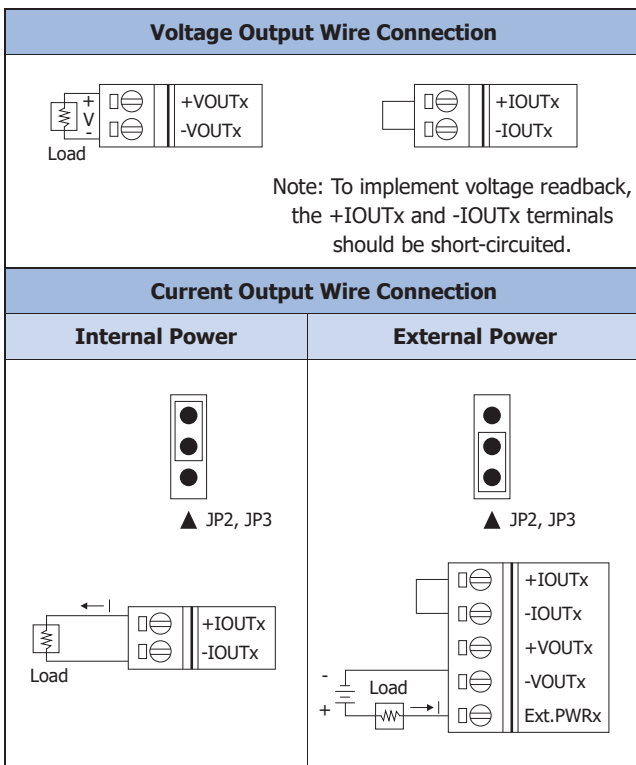 Voltage Output Wire Connection
+
V
-
Load
+VOUTx
-VOUTx
+IOUTx
-IOUTx
Note: To implement voltage readback,
the +IOUTx and -IOUTx terminals
should be short-circuited.
Current Output Wire Connection
Internal Power
External Power
▲ JP2, JP3
▲ JP2, JP3
I
Load
+IOUTx
-IOUTx
-
+
Load
I
+IOUTx
-IOUTx
+VOUTx
-VOUTx
Ext.PWRx